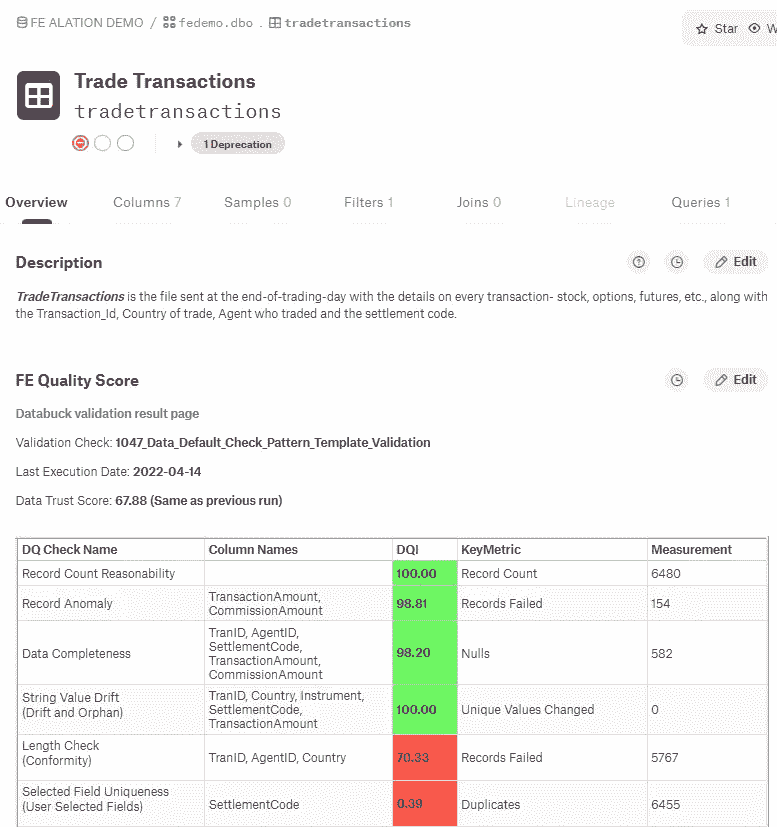 FE ALATION DEMO / fedemo.dbo . tradetransactions
Star W
Trade Transactions
tradetransactions
1 Deprecation
Overview Columns 7 Samples 0 Filters 1 Joins 0 Lineage Queries 1
Description
Edit
TradeTransactions is the file sent at the end-of-trading-day with the details on every transaction- stock, options, futures, etc., along with
the Transaction_Id, Country of trade, Agent who traded and the settlement code.
FE Quality Score
Edit
Databuck validation result page
Validation Check: 1047_Data_Default_Check_Pattern_Template_Validation
Last Execution Date: 2022-04-14
Data Trust Score: 67.88 (Same as previous run)
DQ Check Name Column Names DQI KeyMetric Measurement
Record Count Reasonability 100.00 Record Count 6480
Record Anomaly TransactionAmount, 98.81 Records Failed 154
CommissionAmount
Data Completeness TranID, AgentID, 98.20 Nulls 582
SettlementCode,
TransactionAmount,
CommissionAmount
String Value Drift TranID, Country, Instrument, 100.00 Unique Values Changed 0
(Drift and Orphan) SettlementCode,
TransactionAmount
Length Check TranID, AgentID, Country 70.33 Records Failed 5767
(Conformity)
Selected Field Uniqueness SettlementCode 0.39 Duplicates 6455
(User Selected Fields)